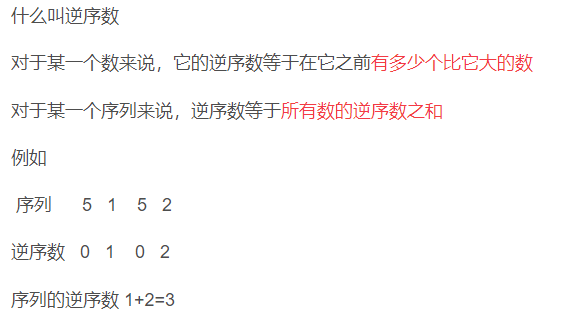 什么叫逆序数
对于某一个数来说，它的逆序数等于在它之前有多少个比它大的数
对于某一个序列来说，逆序数等于所有数的逆序数之和
例如
序列 5 1 5 2
逆序数 0 1 0 2
序列的逆序数 1+2=3